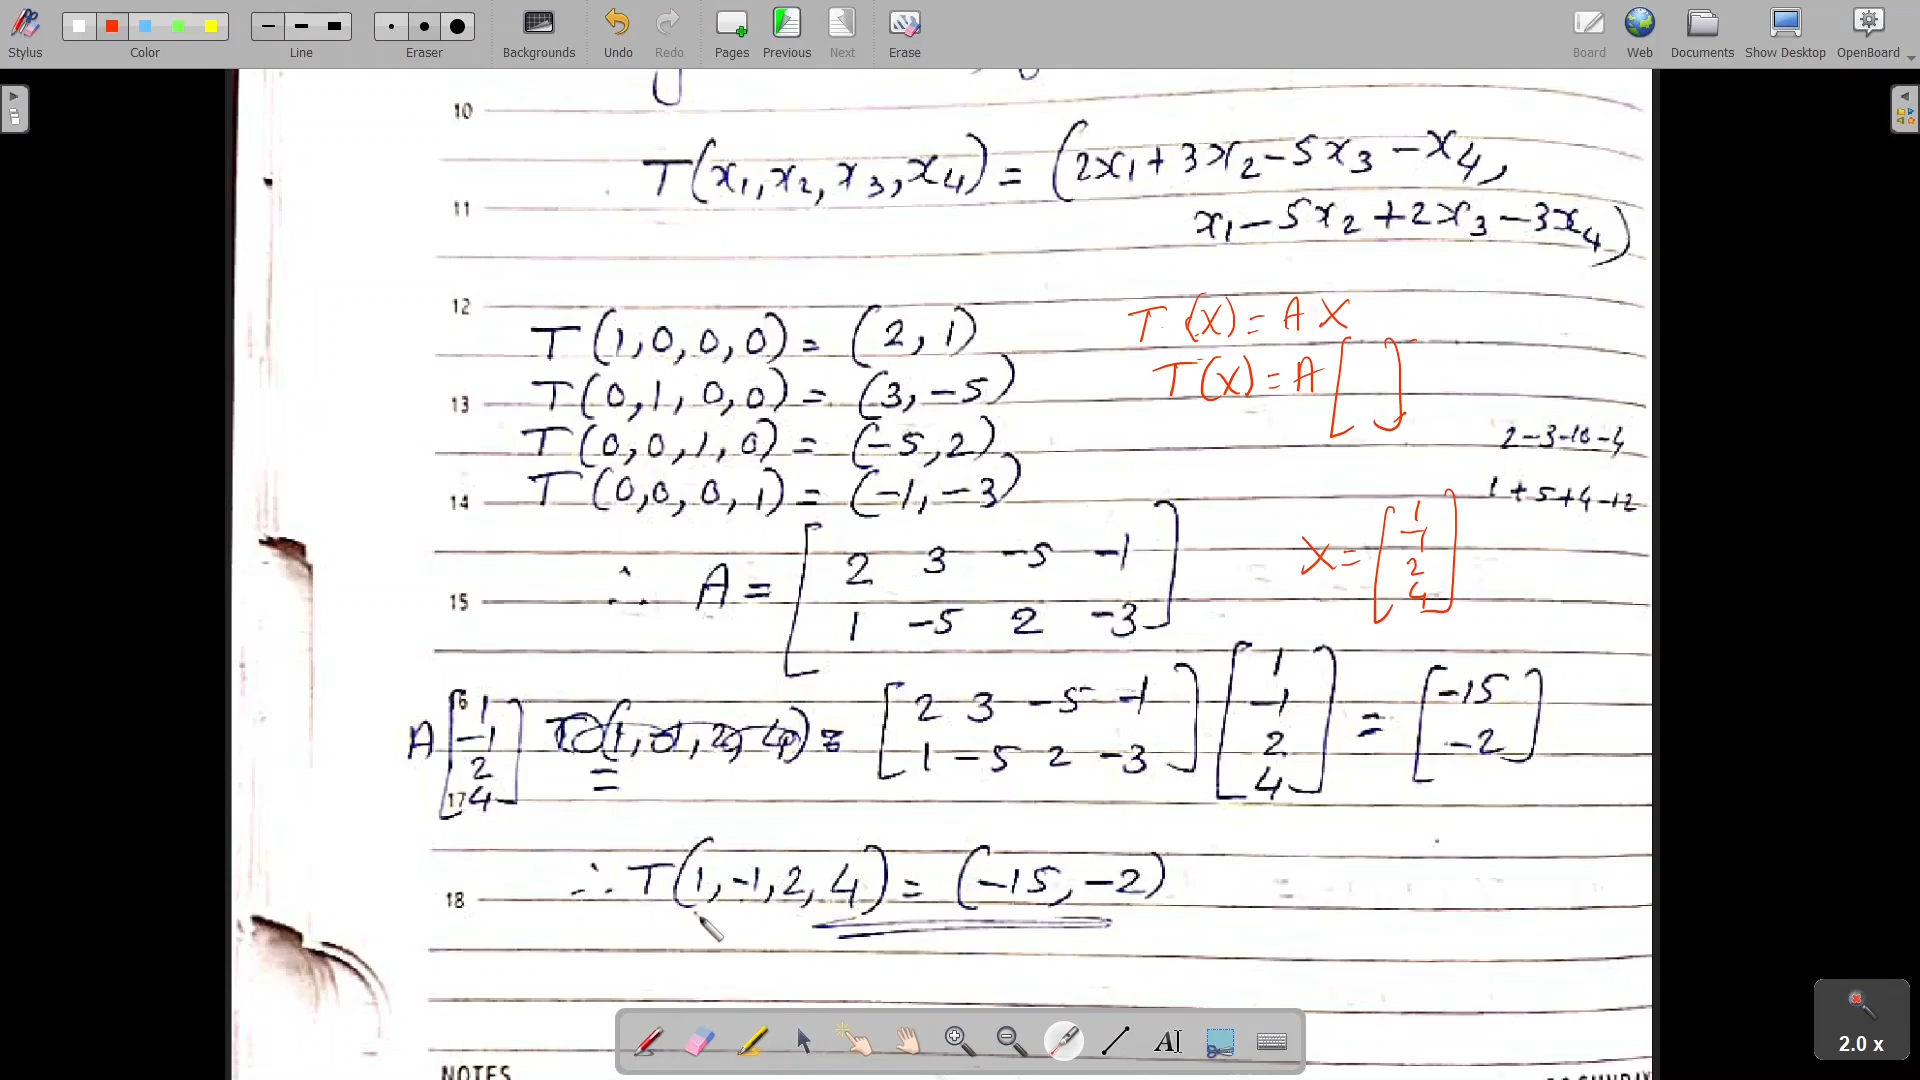 Stylus Color Line Eraser Backgrounds Undo Redo Pages Previous Next Erase Board Web Documents Show Desktop OpenBoard
10
T(x1, x2, x3, x4) = (2x1 + 3x2 - 5x3 - x4,
11
x1 - 5x2 + 2x3 - 3x4)
12
T(1,0,0,0) = (2,1)
T(x) = A X
T(x) = A [ ]
13
T(0,1,0,0) = (3,-5)
T(0,0,1,0) = (-5,2)
2-3-10-4
14
T(0,0,0,1) = (-1,-3)
1+5+4-12
∴ A = [2 3 -5 -1
1 -5 2 -3]
15
X = [1
-1
2
4]
16
A [1
-1
2
4]
=
[2 3 -5 -1
1 -5 2 -3] [1
-1
2
4] = [-15
-2]
17
∴ T(1,-1,2,4) = (-15,-2)
18
NOTES
2.0 x